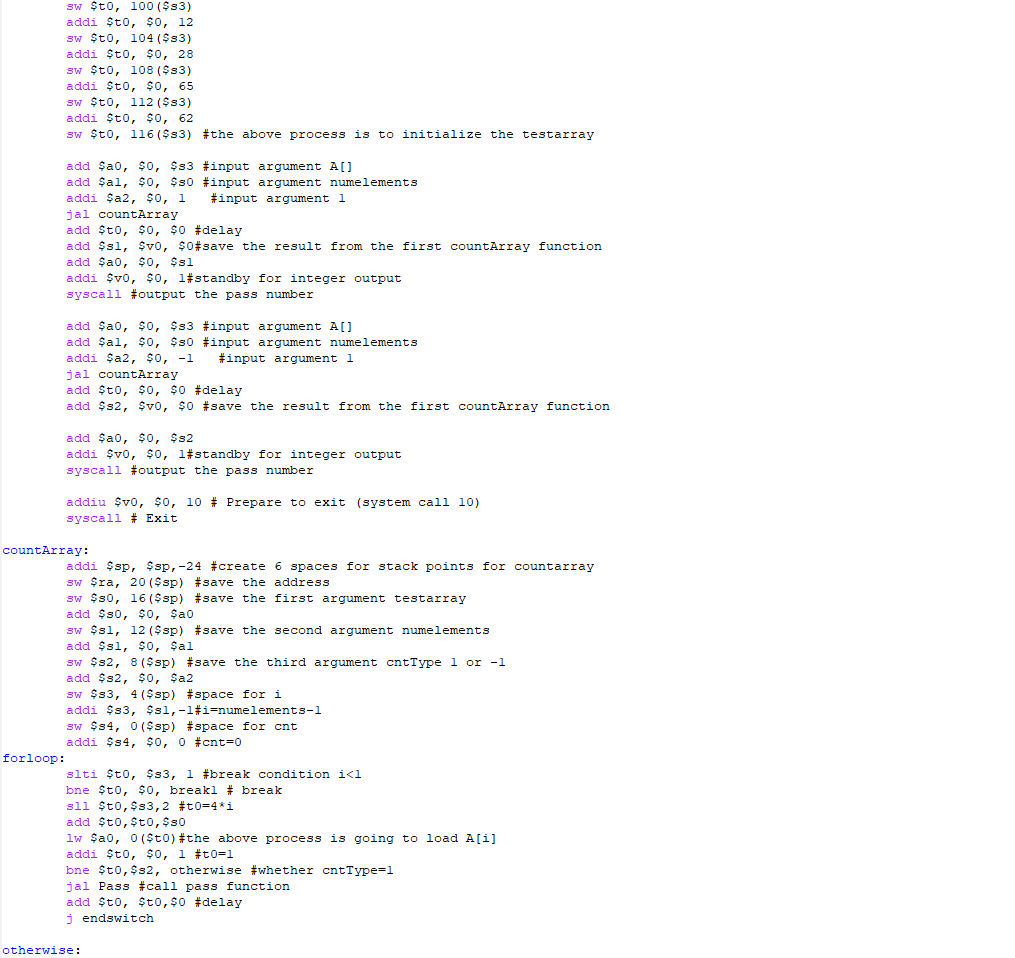 sw $t0, 100($s3)
addi $t0, $0, 12
sw $t0, 104($s3)
addi $t0, $0, 28
sw $t0, 108($s3)
addi $t0, $0, 65
sw $t0, 112($s3)
addi $t0, $0, 62
sw $t0, 116($s3) #the above process is to initialize the testarray
add $a0, $0, $s3 #input argument A[]
add $a1, $0, $s0 #input argument numelements
addi $a2, $0, 1   #input argument 1
jal countArray
add $t0, $0, $0 #delay
add $s1, $v0, $0#save the result from the first countArray function
add $a0, $0, $s1
addi $v0, $0, 1#standby for integer output
syscall #output the pass number
add $a0, $0, $s3 #input argument A[]
add $a1, $0, $s0 #input argument numelements
addi $a2, $0, -1   #input argument 1
jal countArray
add $t0, $0, $0 #delay
add $s2, $v0, $0 #save the result from the first countArray function
add $a0, $0, $s2
addi $v0, $0, 1#standby for integer output
syscall #output the pass number
addiu $v0, $0, 10 # Prepare to exit (system call 10)
syscall # Exit
countArray:
addi $sp, $sp,-24 #create 6 spaces for stack points for countarray
sw $ra, 20($sp) #save the address
sw $s0, 16($sp) #save the first argument testarray
add $s0, $0, $a0
sw $s1, 12($sp) #save the second argument numelements
add $s1, $0, $a1
sw $s2, 8($sp) #save the third argument cntType 1 or -1
add $s2, $0, $a2
sw $s3, 4($sp) #space for i
addi $s3, $s1,-1#i=numelements-1
sw $s4, 0($sp) #space for cnt
addi $s4, $0, 0 #cnt=0
forloop:
slti $t0, $s3, 1 #break condition i<1
bne $t0, $0, break1 # break
sll $t0,$s3,2 #t0=4*i
add $t0,$t0,$s0
lw $a0, 0($t0)#the above process is going to load A[i]
addi $t0, $0, 1 #t0=1
bne $t0,$s2, otherwise #whether cntType=1
jal Pass #call pass function
add $t0, $t0,$0 #delay
j endswitch
otherwise: